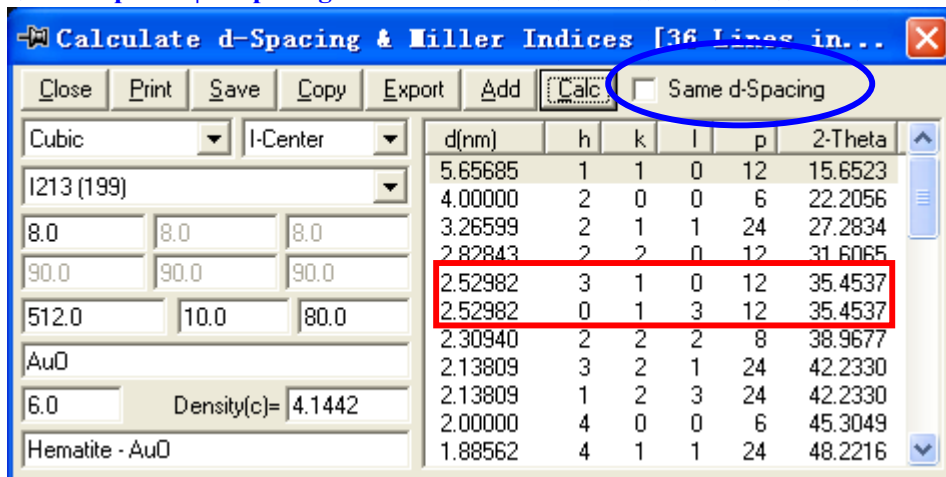 Calculate d-Spacing & Miller Indices [36 Lines in...
Close Print Save Copy Export Add Calc Same d-Spacing
Cubic I-Center
I213 (199)
8.0 8.0 8.0
90.0 90.0 90.0
512.0 10.0 80.0
AuO
6.0 Density(c)= 4.1442
Hematite - AuO
d(nm) h k l p 2-Theta
5.65685 1 1 0 12 15.6523
4.00000 2 0 0 6 22.2056
3.26599 2 1 1 24 27.2834
2.82843 2 2 0 12 31.6065
2.52982 3 1 0 12 35.4537
2.52982 0 1 3 12 35.4537
2.30940 2 2 2 8 38.9677
2.13809 3 2 1 24 42.2330
2.13809 1 2 3 24 42.2330
2.00000 4 0 0 6 45.3049
1.88562 4 1 1 24 48.2216